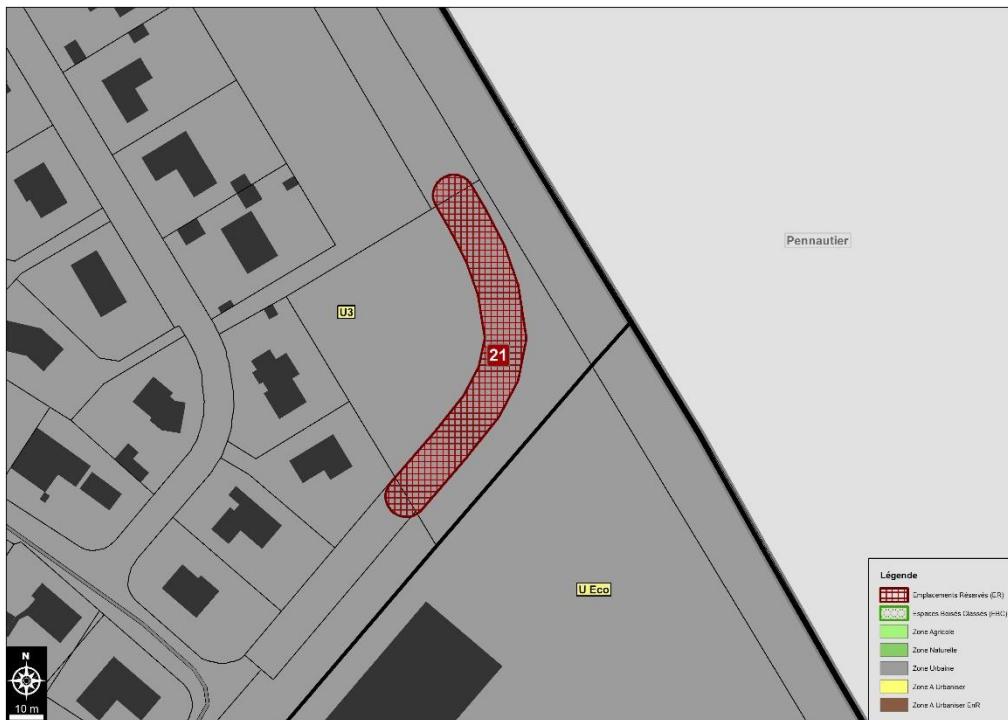 Pennautier
U3
21
U Eco
Légende
Emplacements Réservés (ER)
Espaces Boisés Classés (EBC)
Zone Agricole
Zone Naturelle
Zone Urbaine
Zone A Urbaniser
Zone A Urbaniser EnR
N
10 m